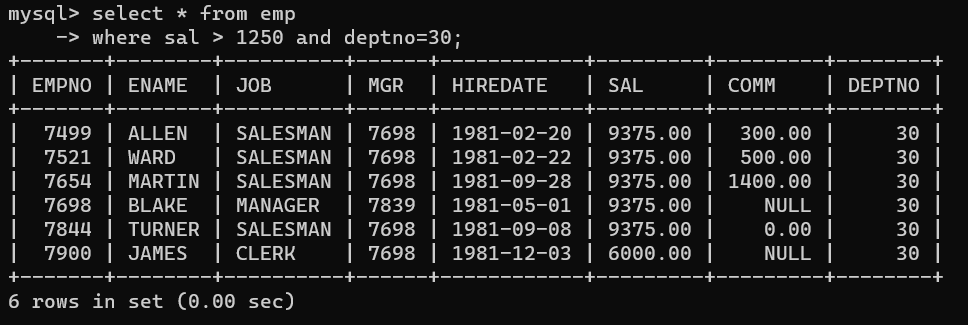 mysql> select * from emp
    -> where sal > 1250 and deptno=30;
+-------+--------+----------+------+------------+---------+---------+--------+
| EMPNO | ENAME  | JOB      | MGR  | HIREDATE   | SAL     | COMM    | DEPTNO |
+-------+--------+----------+------+------------+---------+---------+--------+
|  7499 | ALLEN  | SALESMAN | 7698 | 1981-02-20 | 9375.00 |  300.00 |     30 |
|  7521 | WARD   | SALESMAN | 7698 | 1981-02-22 | 9375.00 |  500.00 |     30 |
|  7654 | MARTIN | SALESMAN | 7698 | 1981-09-28 | 9375.00 | 1400.00 |     30 |
|  7698 | BLAKE  | MANAGER  | 7839 | 1981-05-01 | 9375.00 |    NULL |     30 |
|  7844 | TURNER | SALESMAN | 7698 | 1981-09-08 | 9375.00 |    0.00 |     30 |
|  7900 | JAMES  | CLERK    | 7698 | 1981-12-03 | 6000.00 |    NULL |     30 |
+-------+--------+----------+------+------------+---------+---------+--------+
6 rows in set (0.00 sec)